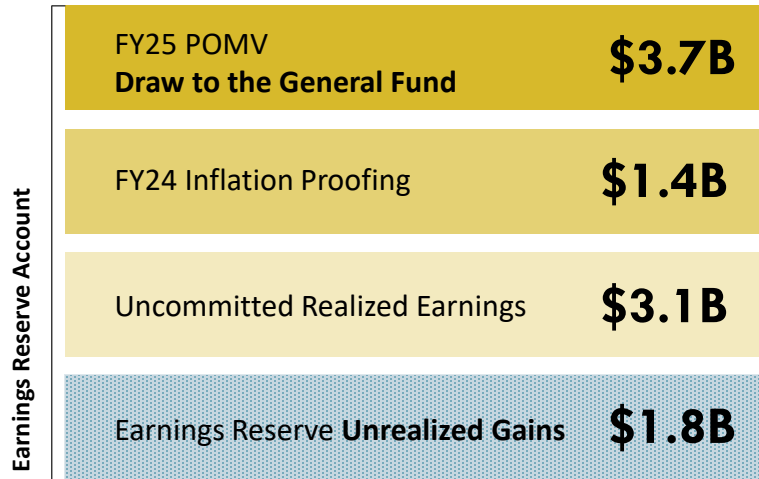 FY25 POMV
Draw to the General Fund
$3.7B
FY24 Inflation Proofing
$1.4B
Uncommitted Realized Earnings
$3.1B
Earnings Reserve Unrealized Gains
$1.8B
Earnings Reserve Account